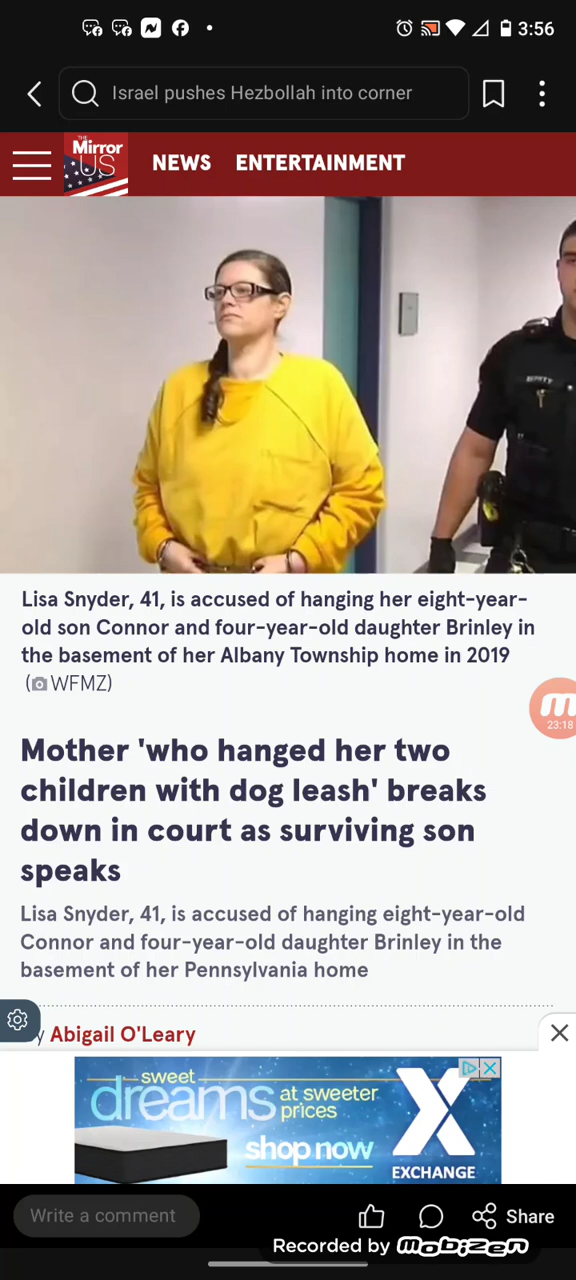 3:56
Israel pushes Hezbollah into corner
THE
Mirror
US
NEWS ENTERTAINMENT
Lisa Snyder, 41, is accused of hanging her eight-year-
old son Connor and four-year-old daughter Brinley in
the basement of her Albany Township home in 2019
(WFMZ)
23:18
Mother 'who hanged her two
children with dog leash' breaks
down in court as surviving son
speaks
Lisa Snyder, 41, is accused of hanging eight-year-old
Connor and four-year-old daughter Brinley in the
basement of her Pennsylvania home
y Abigail O'Leary
sweet
dreams at sweeter
prices
shop now
X
EXCHANGE
Write a comment
Share
Recorded by mobizen